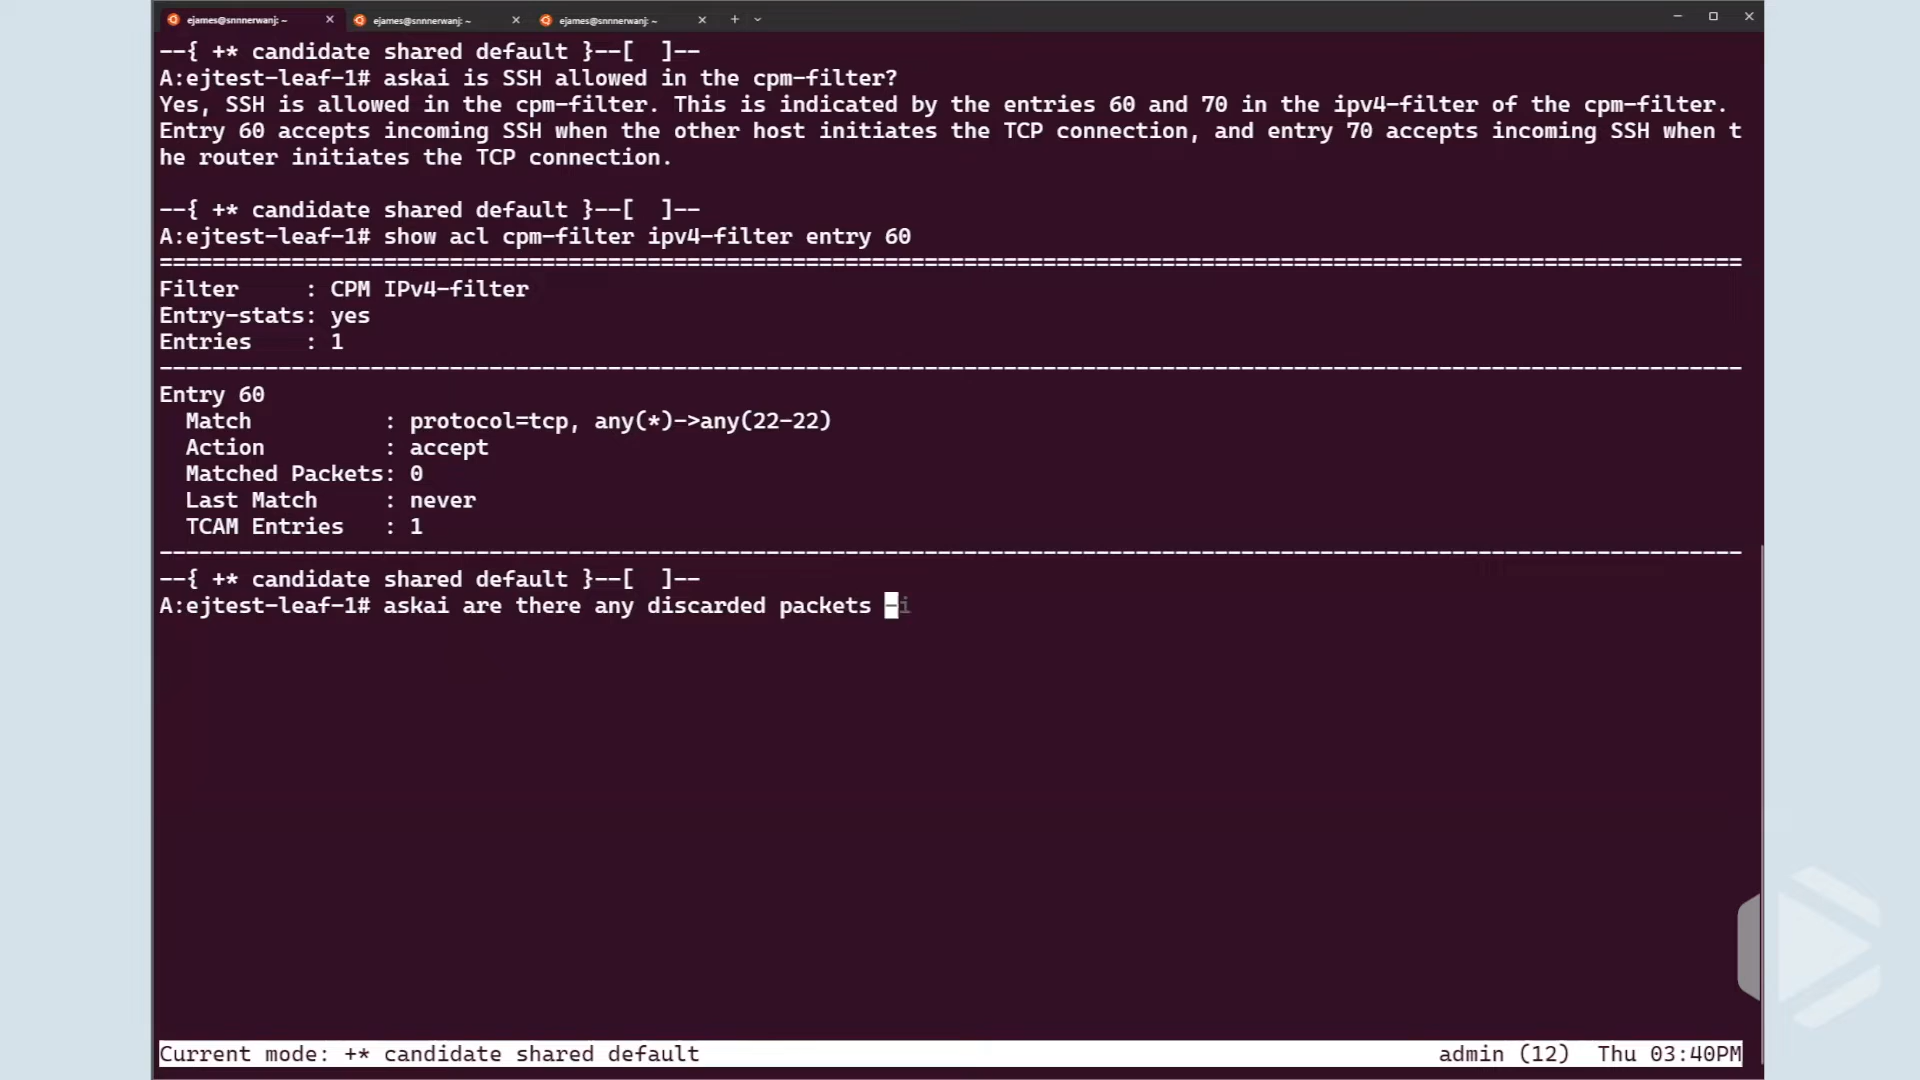 ejames@snnnerwanj: ~ ejames@snnnerwanj: ~ ejames@snnnerwanj: ~
--{ +* candidate shared default }--[  ]--
A:ejtest-leaf-1# askai is SSH allowed in the cpm-filter?
Yes, SSH is allowed in the cpm-filter. This is indicated by the entries 60 and 70 in the ipv4-filter of the cpm-filter.
Entry 60 accepts incoming SSH when the other host initiates the TCP connection, and entry 70 accepts incoming SSH when t
he router initiates the TCP connection.
--{ +* candidate shared default }--[  ]--
A:ejtest-leaf-1# show acl cpm-filter ipv4-filter entry 60
========================================================================================================================
Filter     : CPM IPv4-filter
Entry-stats: yes
Entries    : 1
------------------------------------------------------------------------------------------------------------------------
Entry 60
  Match          : protocol=tcp, any(*)->any(22-22)
  Action         : accept
  Matched Packets: 0
  Last Match     : never
  TCAM Entries   : 1
------------------------------------------------------------------------------------------------------------------------
--{ +* candidate shared default }--[  ]--
A:ejtest-leaf-1# askai are there any discarded packets -i
Current mode: +* candidate shared default admin (12)  Thu 03:40PM